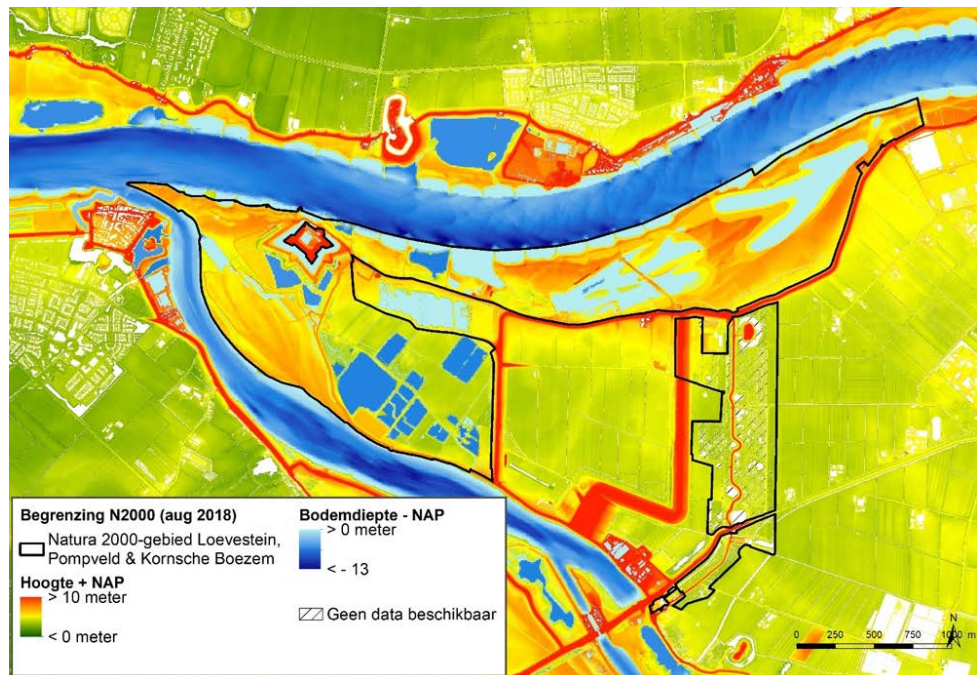 Begrenzing N2000 (aug 2018)
Natura 2000-gebied Loevestein,
Pompveld & Kornsche Boezem
Hoogte + NAP
> 10 meter
< 0 meter
Bodemdiepte - NAP
> 0 meter
< - 13
Geen data beschikbaar
N
0 250 500 750 1000 m